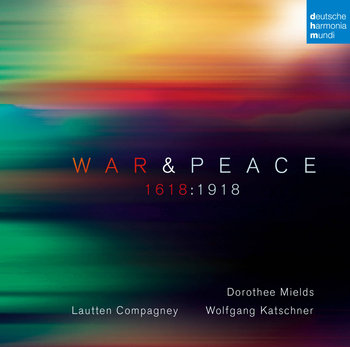 deutsche
harmonia
mundi
WAR & PEACE
1618:1918
Dorothee Mields
Lautten Compagney Wolfgang Katschner